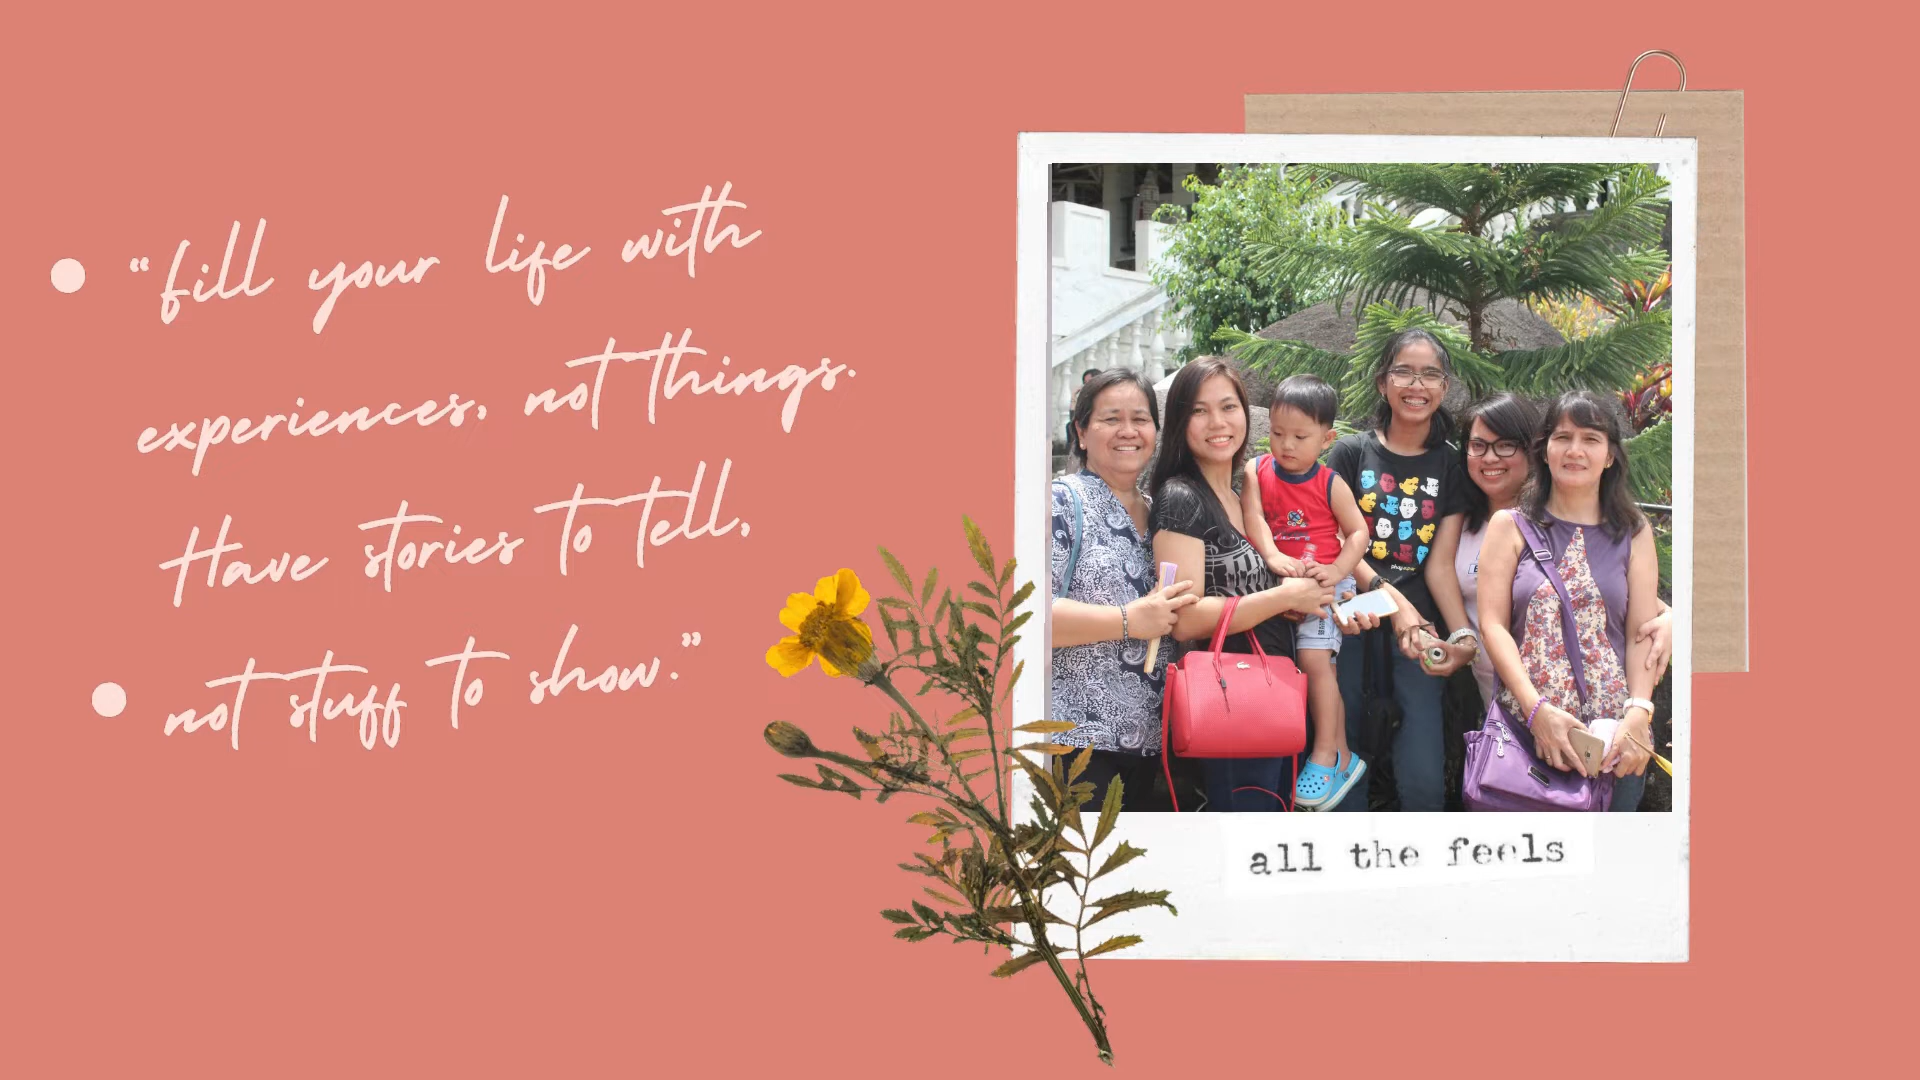 “fill your life with
experiences, not things.
Have stories to tell,
not stuff to show.”
all the feels